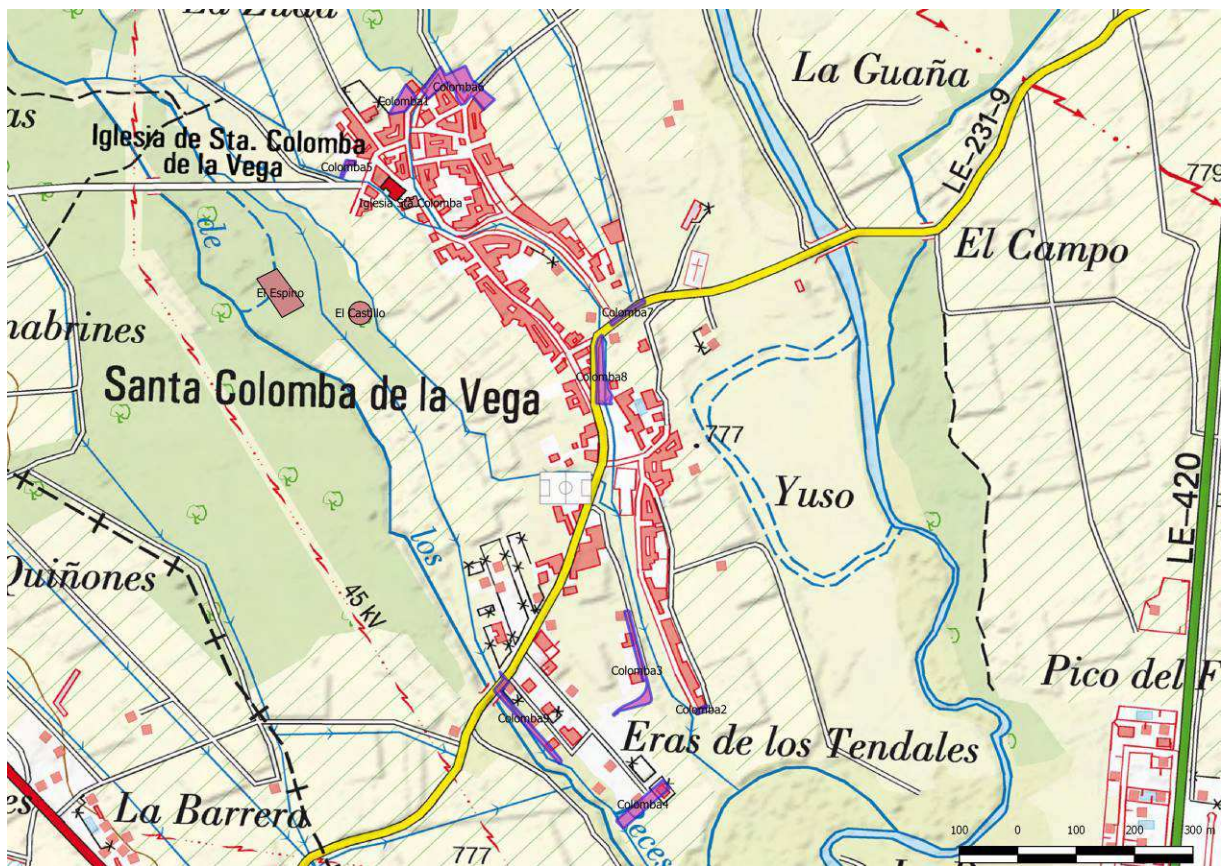 La Guaña
LE-231-9
Colomba6
Colomba1
Iglesia de Sta. Colomba
de la Vega
Colomba5
Iglesia Sta Colomba
779
El Campo
de
El Espino
El Castillo
Colomba7
nabrines
Santa Colomba de la Vega
Colomba8
777
Yuso
los
LE-420
Quiñones
45 kV
Colomba3
Pico del F
Colomba2
Colomba9
Eras de los Tendales
La Barrera
Colomba4
eces
777
100 0 100 200 300 m